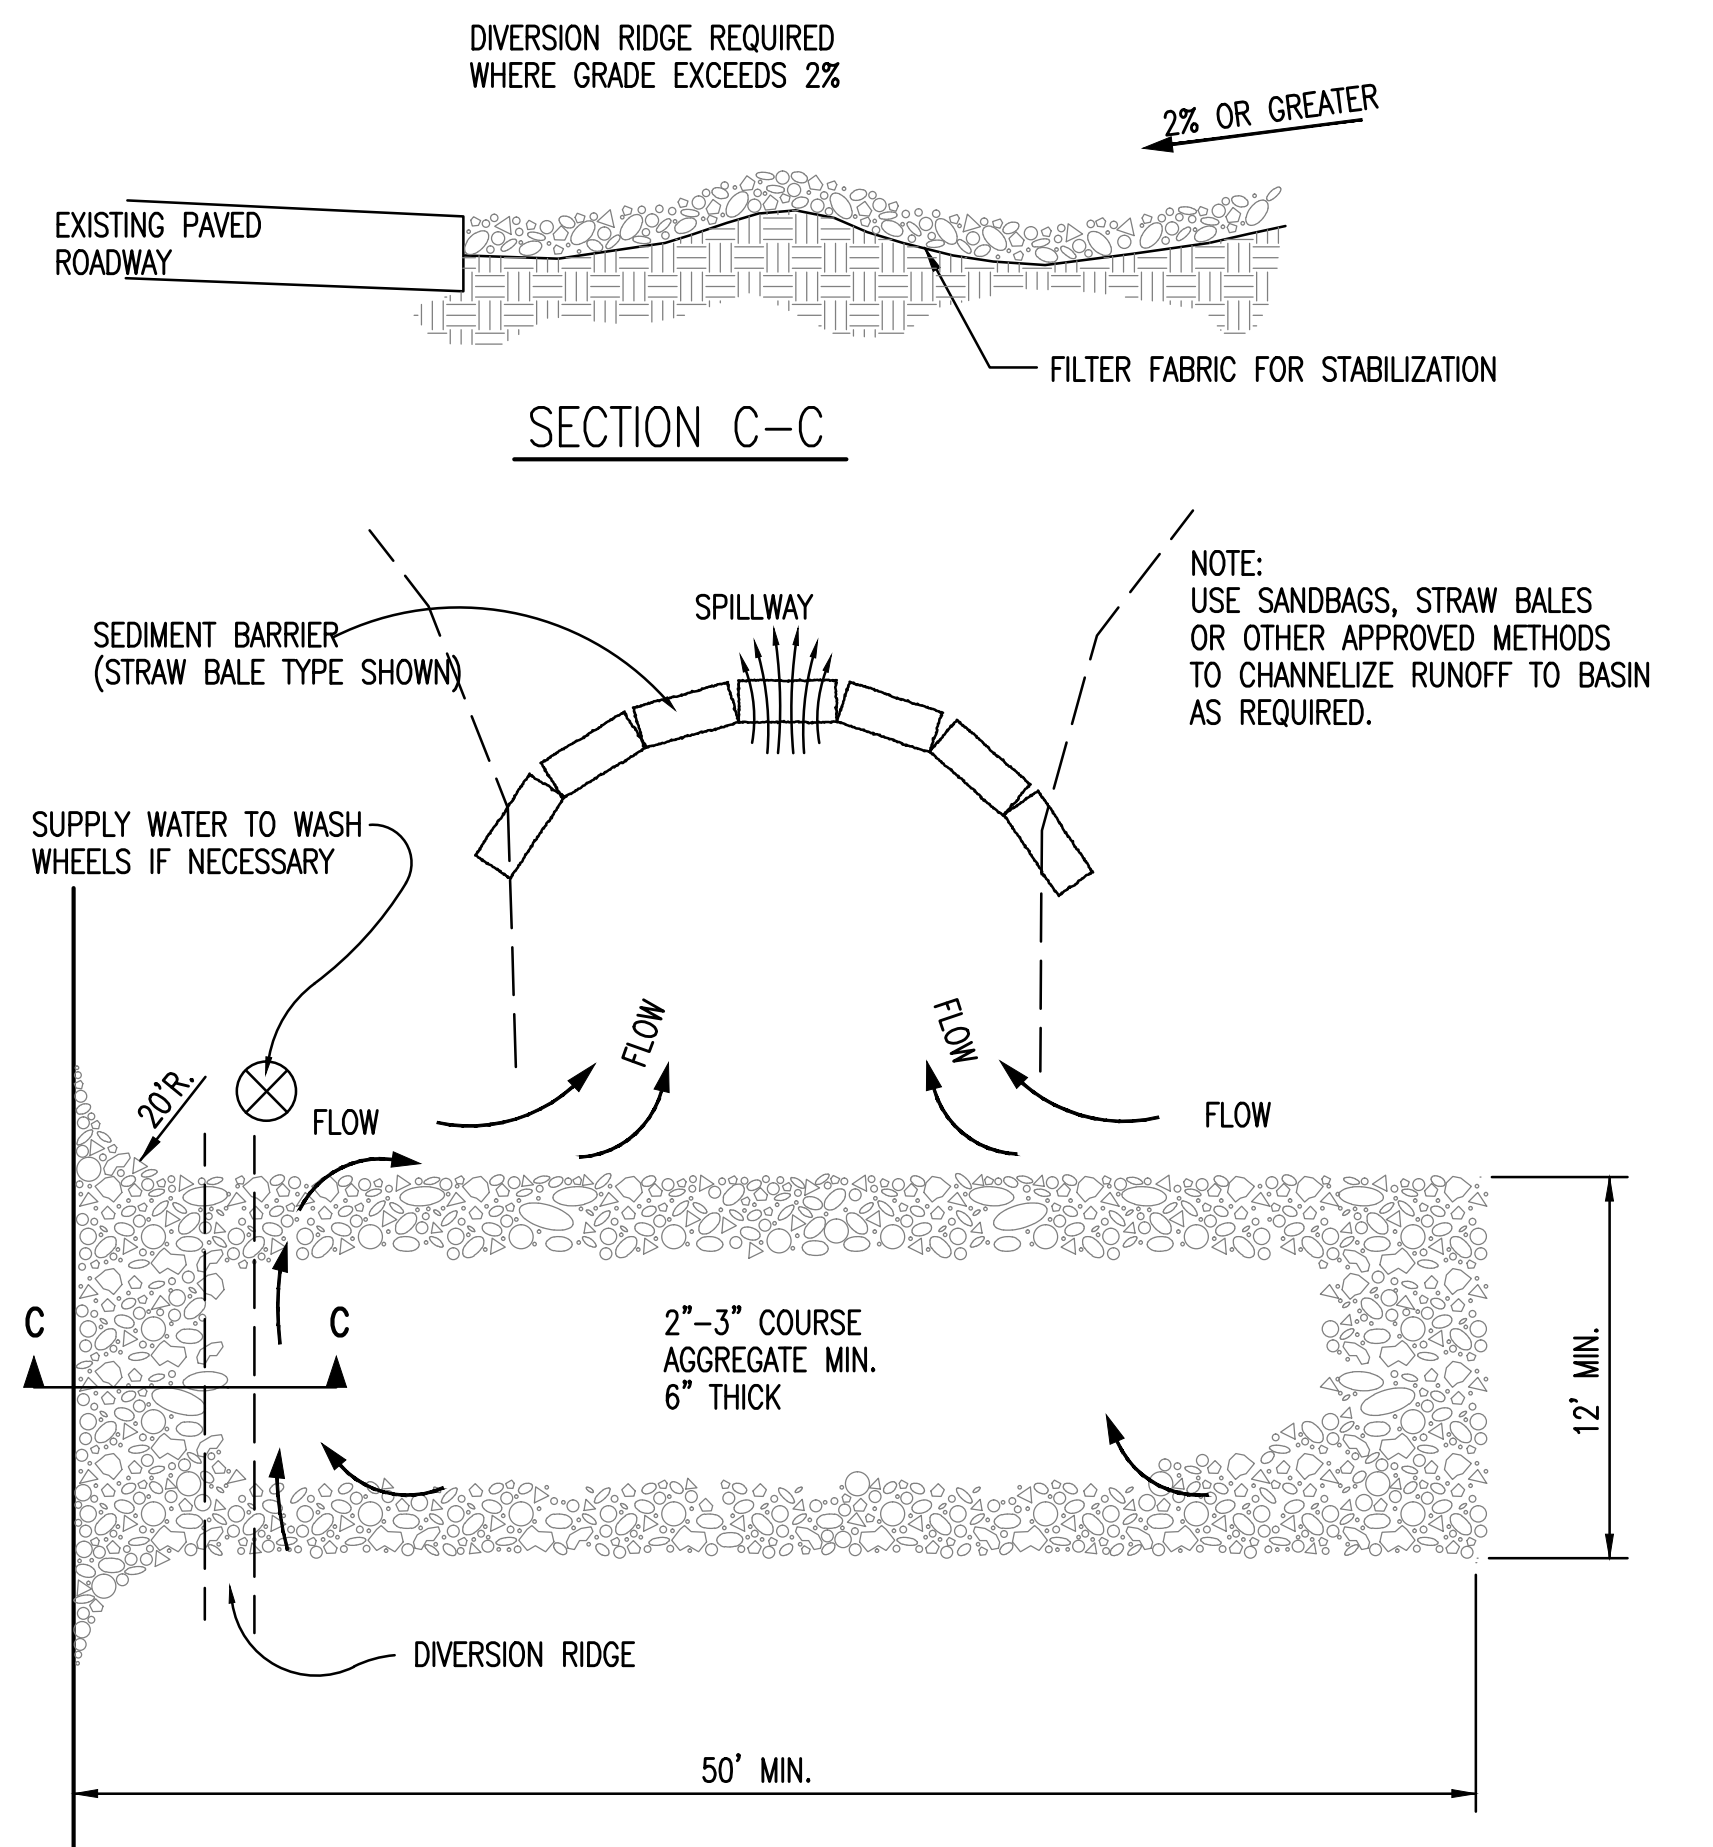 DIVERSION RIDGE REQUIRED
WHERE GRADE EXCEEDS 2%
2% OR GREATER
EXISTING PAVED
ROADWAY
FILTER FABRIC FOR STABILIZATION
SECTION C-C
NOTE:
USE SANDBAGS, STRAW BALES
OR OTHER APPROVED METHODS
TO CHANNELIZE RUNOFF TO BASIN
AS REQUIRED.
SPILLWAY
SEDIMENT BARRIER
(STRAW BALE TYPE SHOWN)
SUPPLY WATER TO WASH
WHEELS IF NECESSARY
FLOW
FLOW
20'R.
FLOW
FLOW
C
C
2"-3" COURSE
AGGREGATE MIN.
6" THICK
12' MIN.
DIVERSION RIDGE
50' MIN.